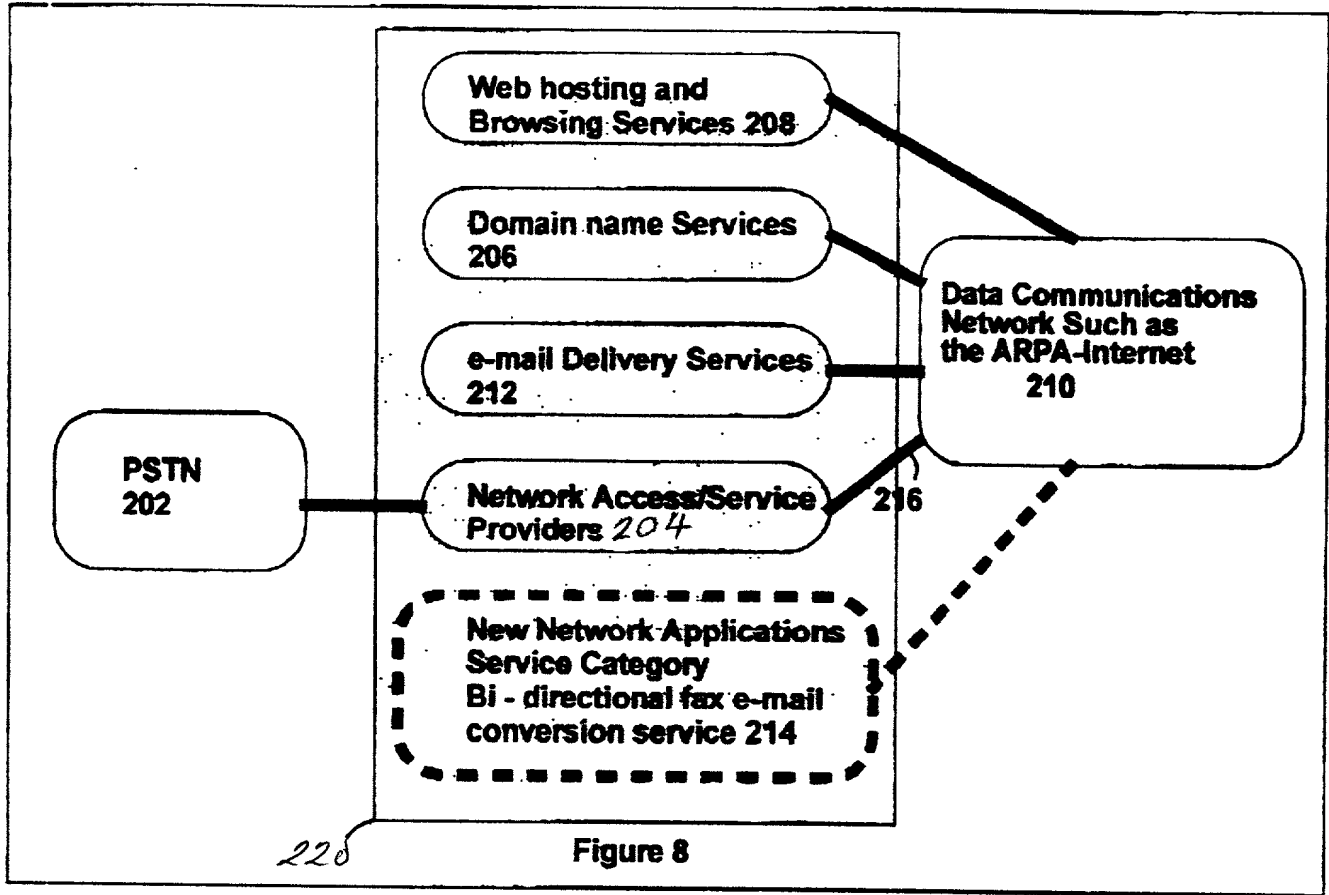 Web hosting and
Browsing Services 208
Domain name Services
206
e-mail Delivery Services
212
Data Communications
Network Such as
the ARPA-Internet
210
PSTN
202
Network Access/Service
Providers 204
216
New Network Applications
Service Category
Bi - directional fax e-mail
conversion service 214
Figure 8